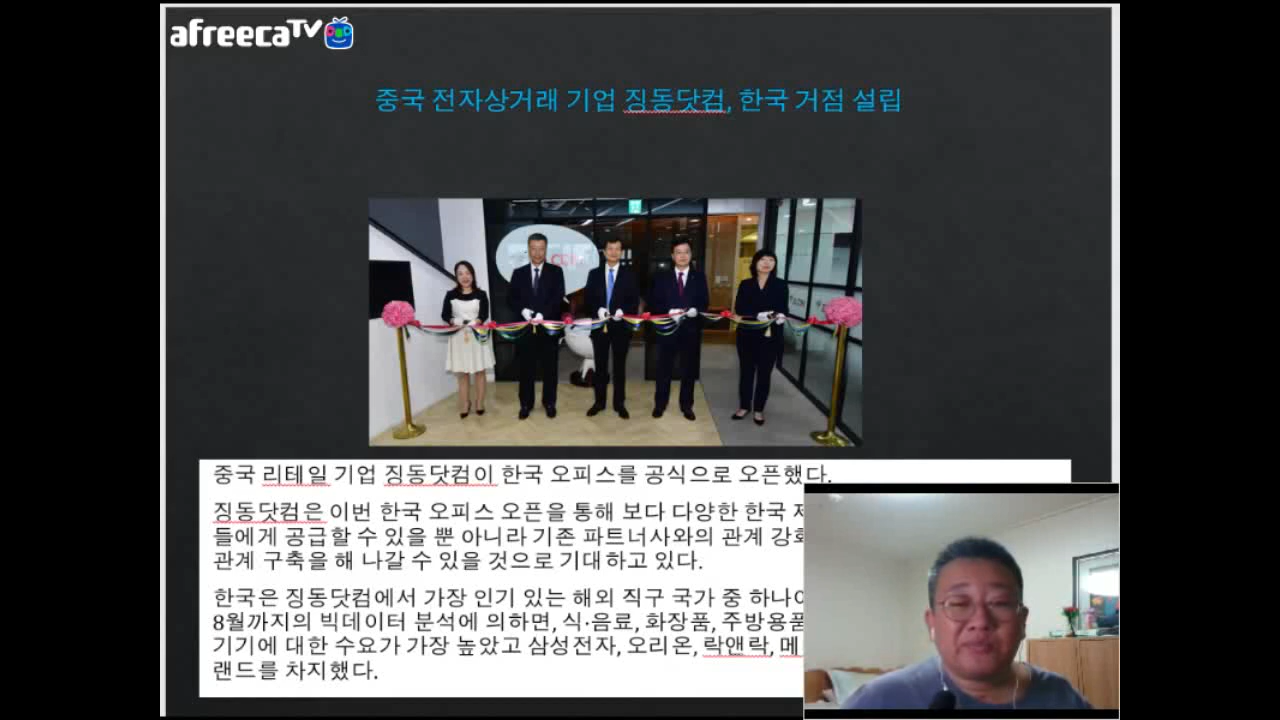 afreecaTV
중국 전자상거래 기업 징동닷컴, 한국 거점 설립
중국 리테일 기업 징동닷컴이 한국 오피스를 공식으로 오픈했다.
징동닷컴은 이번 한국 오피스 오픈을 통해 보다 다양한 한국
들에게 공급할 수 있을 뿐 아니라 기존 파트너사와의 관계
관계 구축을 해 나갈 수 있을 것으로 기대하고 있다.
한국은 징동닷컴에서 가장 인기 있는 해외 직구 국가 중
8월까지의 빅데이터 분석에 의하면, 식·음료, 화장품, 주방용품
기기에 대한 수요가 가장 높았고 삼성전자, 오리온, 락앤락,
랜드를 차지했다.